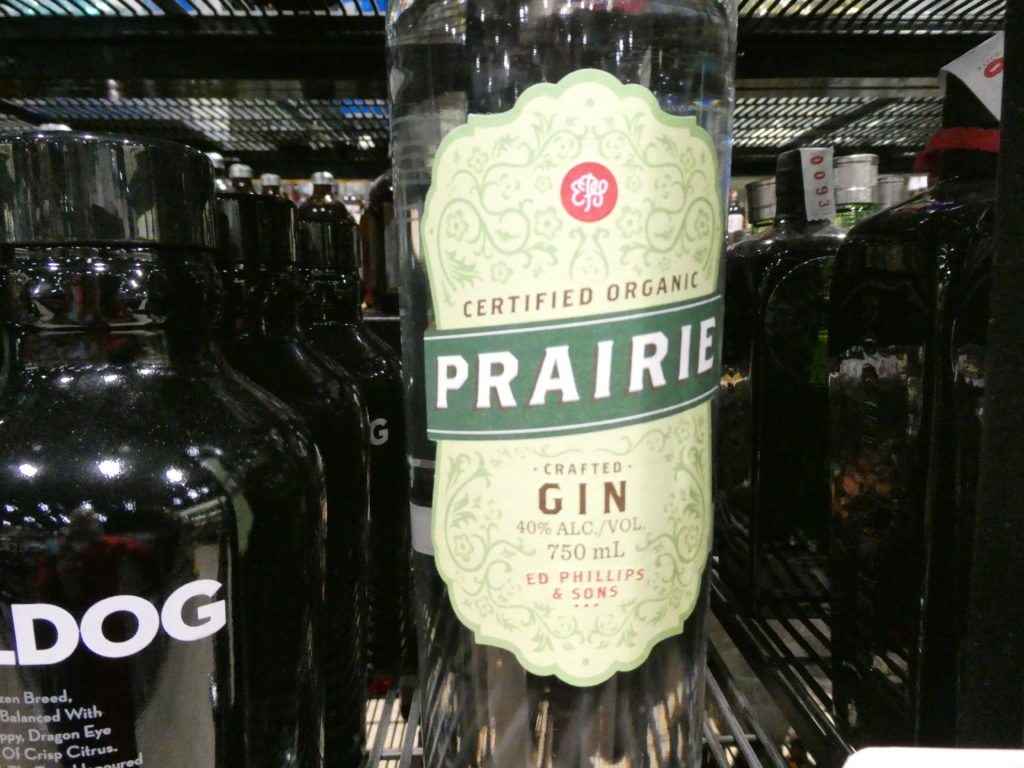 CERTIFIED ORGANIC
PRAIRIE
· CRAFTED ·
GIN
40% ALC./VOL.
750 mL
ED PHILLIPS
& SONS
LDOG
zen Breed,
Balanced With
ppy, Dragon Eye
Of Crisp Citrus.
G
0093